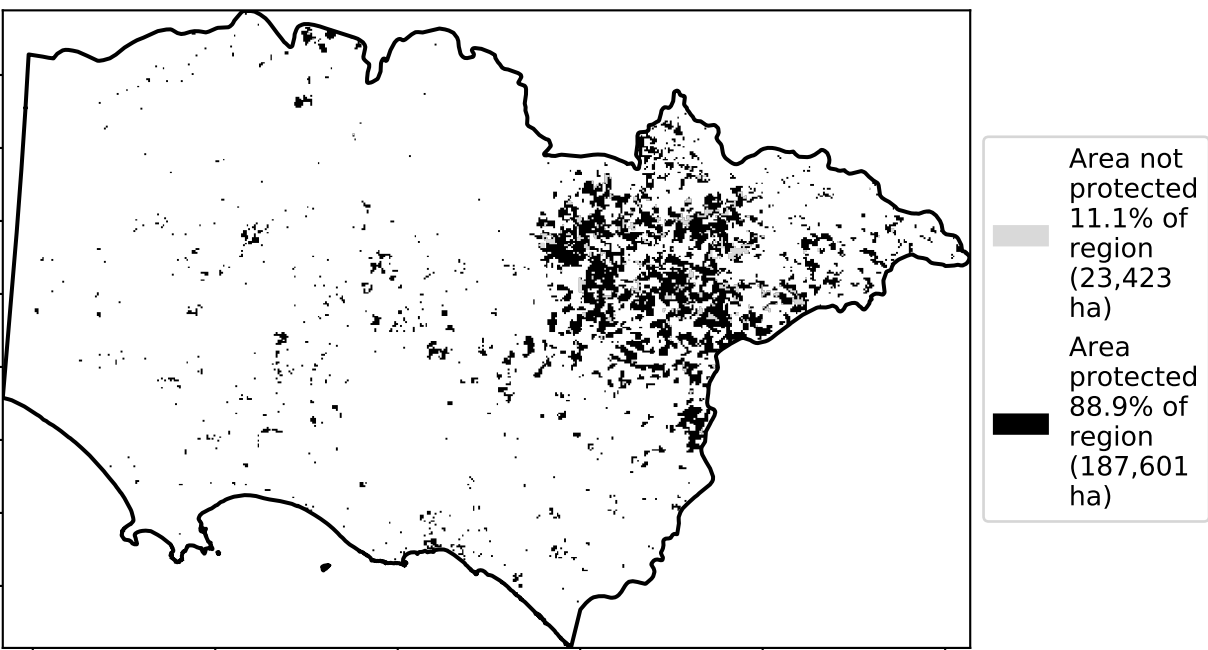 Area not
protected
11.1% of
region
(23,423
ha)
Area
protected
88.9% of
region
(187,601
ha)